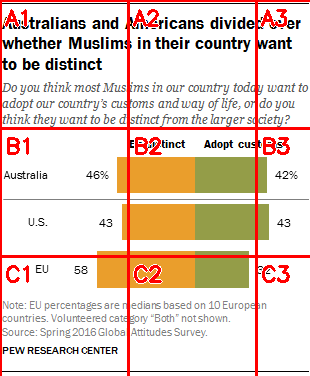 Australians and Americans divided over
whether Muslims in their country want
to be distinct
Do you think most Muslims in our country today want to
adopt our country's customs and way of life, or do you
think they want to be distinct from the larger society?
Be distinct Adopt customs
Australia 46% 42%
U.S. 43 43
EU 58
Note: EU percentages are medians based on 10 European
countries. Volunteered category "Both" not shown.
Source: Spring 2016 Global Attitudes Survey.
PEW RESEARCH CENTER
A1 A2 A3
B1 B2 B3
C1 C2 C3